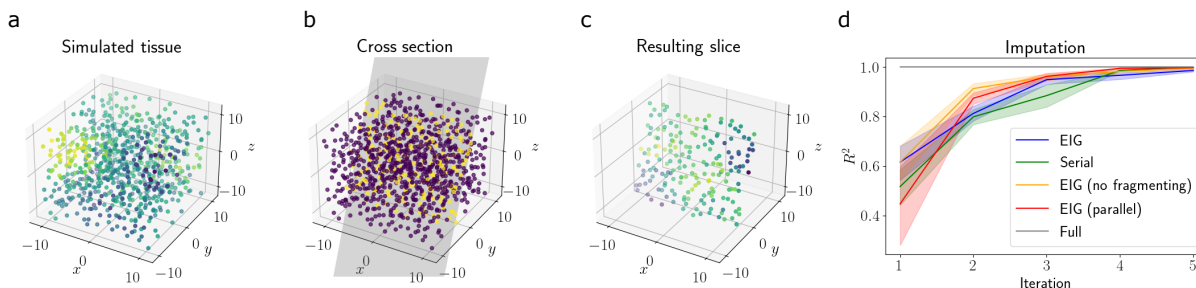 a
Simulated tissue
−10
0
10
x
−10
0
10
y
−10
0
10
z
b
Cross section
−10
0
10
x
−10
0
10
y
−10
0
10
z
c
Resulting slice
−10
0
10
x
−10
0
10
y
−10
0
10
z
d
Imputation
1.0
0.8
0.6
0.4
R²
EIG
Serial
EIG (no fragmenting)
EIG (parallel)
Full
1 2 3 4 5
Iteration